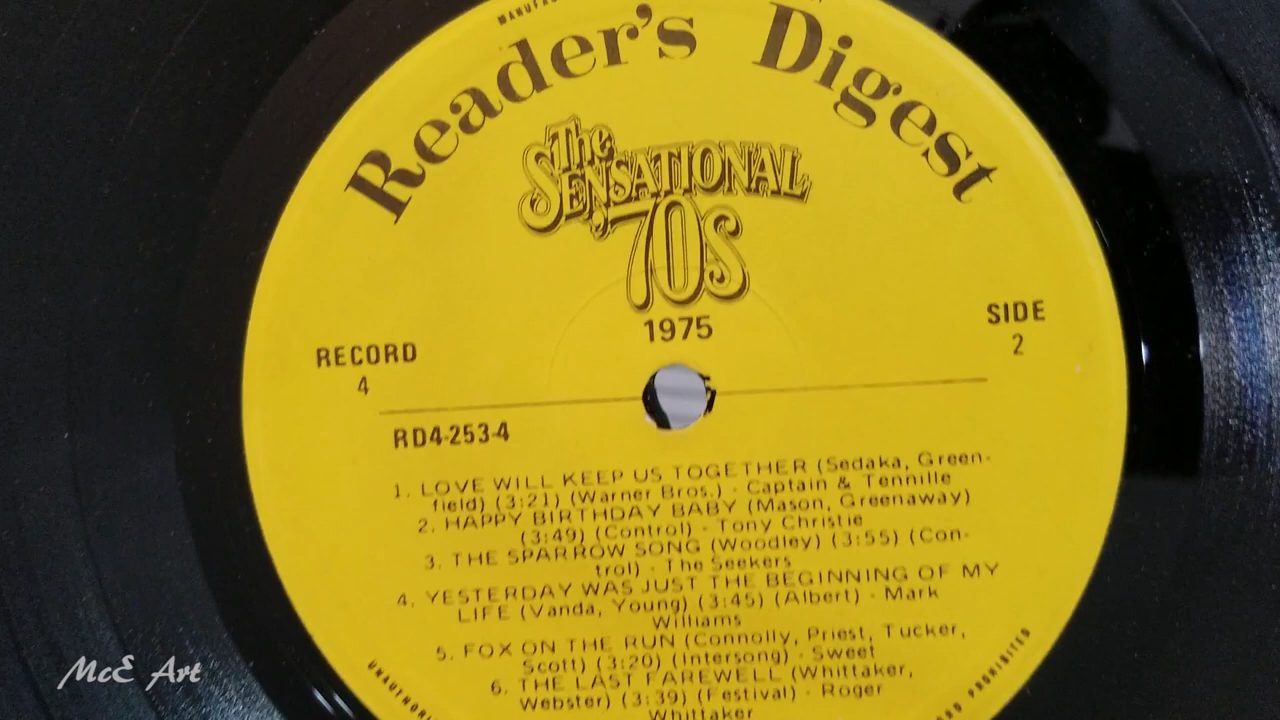 MANUFAC
Reader's Digest
The
SENSATIONAL
70s
1975
RECORD
4
SIDE
2
RD4-253-4
1. LOVE WILL KEEP US TOGETHER (Sedaka, Green-
field) (3:21) (Warner Bros.) - Captain & Tennille
2. HAPPY BIRTHDAY BABY (Mason, Greenaway)
(3:49) (Control) - Tony Christie
3. THE SPARROW SONG (Woodley) (3:55) (Con-
trol) - The Seekers
4. YESTERDAY WAS JUST THE BEGINNING OF MY
LIFE (Vanda, Young) (3:45) (Albert) - Mark
Williams
5. FOX ON THE RUN (Connolly, Priest, Tucker,
Scott) (3:20) (Intersong) - Sweet
6. THE LAST FAREWELL (Whittaker,
Webster) (3:39) (Festival) - Roger
Whittaker
UNAUTHORI
PROHIBITED
McE Art